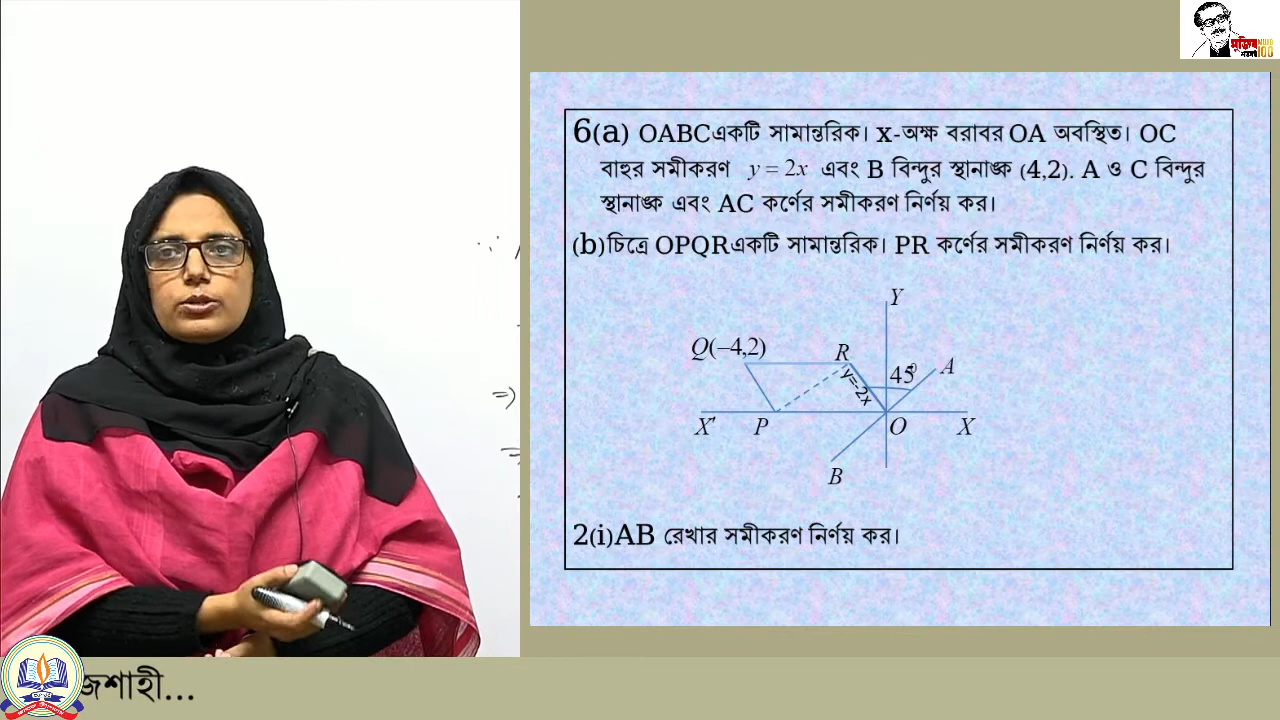 মুজিব
শতবর্ষ
100
6(a) OABCএকটি সামান্তরিক। x-অক্ষ বরাবর OA অবস্থিত। OC
বাহুর সমীকরণ y = 2x এবং B বিন্দুর স্থানাঙ্ক (4,2). A ও C বিন্দুর
স্থানাঙ্ক এবং AC কর্ণের সমীকরণ নির্ণয় কর।
(b)চিত্রে OPQRএকটি সামান্তরিক। PR কর্ণের সমীকরণ নির্ণয় কর।
Y
Q(–4,2)
R
45°
A
y=-2x
X'
P
O
X
B
2(i)AB রেখার সমীকরণ নির্ণয় কর।
জশাহী...